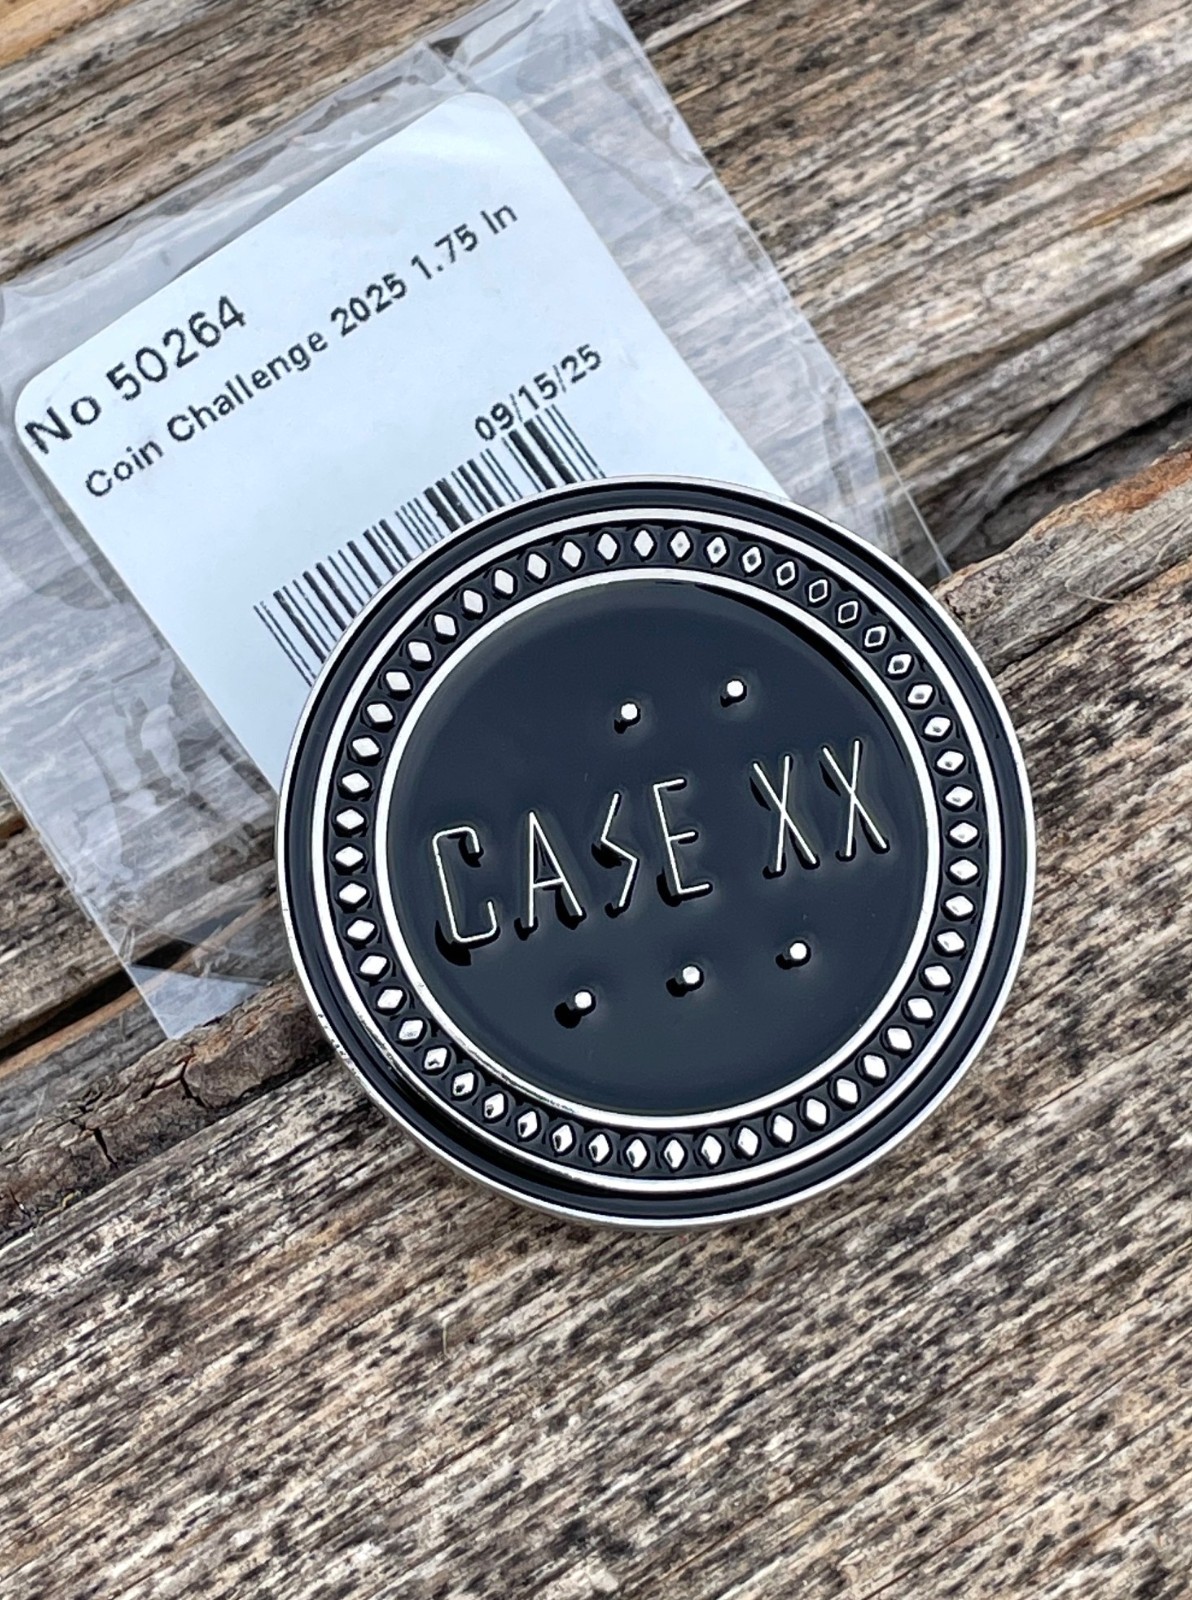 No 50264
Coin Challenge 2025 1.75 In
09/15/25
CASE XX